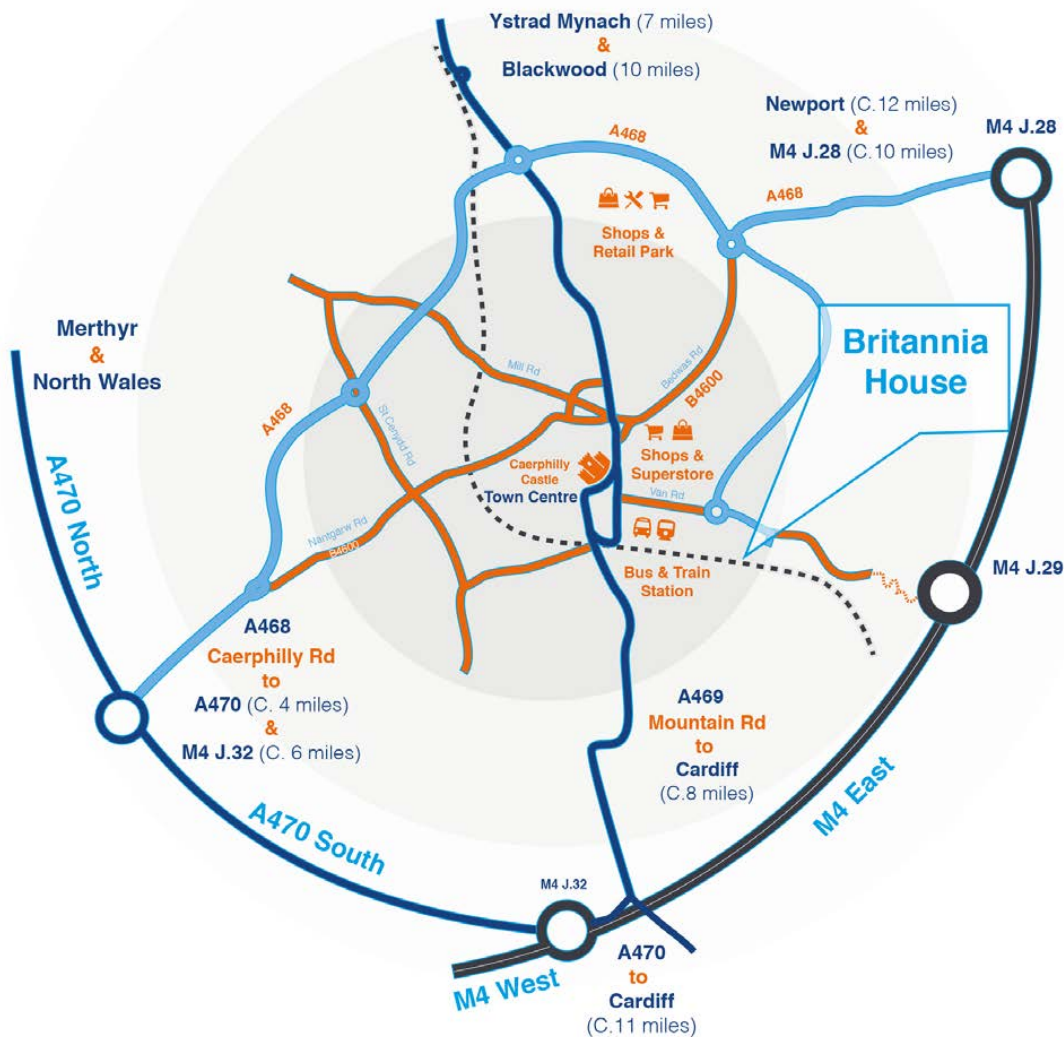 Ystrad Mynach (7 miles)
&
Blackwood (10 miles)
Newport (C.12 miles)
&
M4 J.28 (C.10 miles)
M4 J.28
A468
A468
Shops &
Retail Park
Britannia
House
Merthyr
&
North Wales
A470 North
A468
St Cenydd Rd
Mill Rd
Bedwas Rd
B4600
Shops &
Superstore
Caerphilly
Castle
Town Centre
Van Rd
Nantgarw Rd
B4600
Bus & Train
Station
M4 J.29
A468
Caerphilly Rd
to
A470 (C. 4 miles)
&
M4 J.32 (C. 6 miles)
A469
Mountain Rd
to
Cardiff
(C.8 miles)
A470 South
M4 East
M4 J.32
M4 West
A470
to
Cardiff
(C.11 miles)